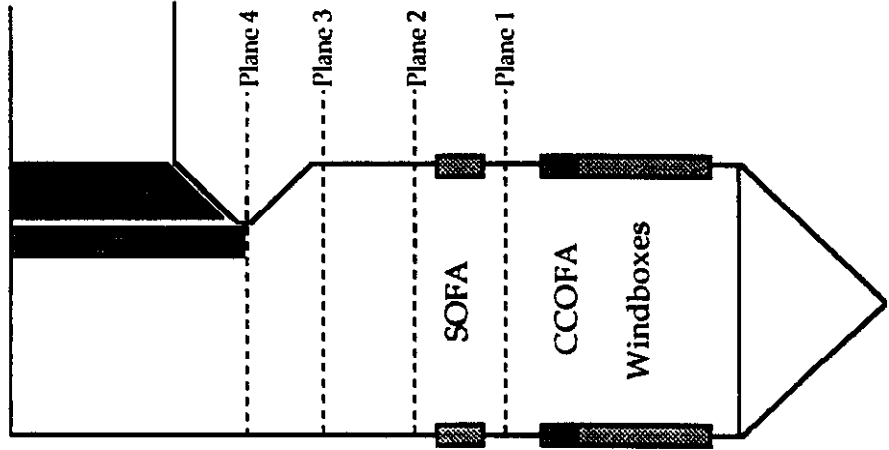 Plane 4
Plane 3
Plane 2
Plane 1
SOFA
CCOFA
Windboxes